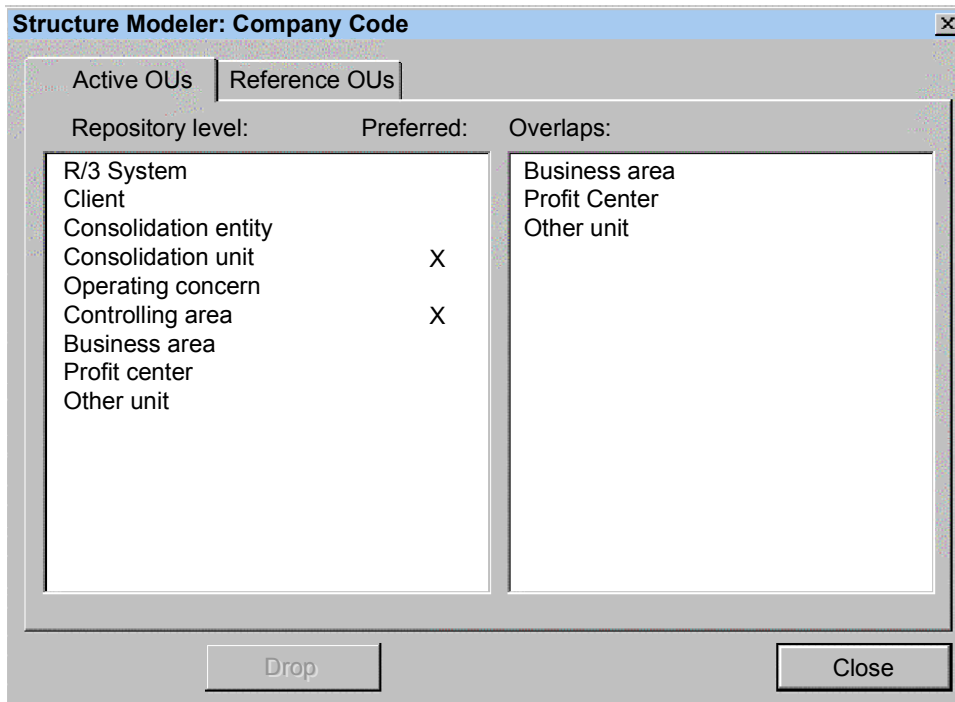 Structure Modeler: Company Code
Active OUs Reference OUs
Repository level: Preferred: Overlaps:
R/3 System
Client
Consolidation entity
Consolidation unit X
Operating concern
Controlling area X
Business area
Profit center
Other unit
Business area
Profit Center
Other unit
Drop Close